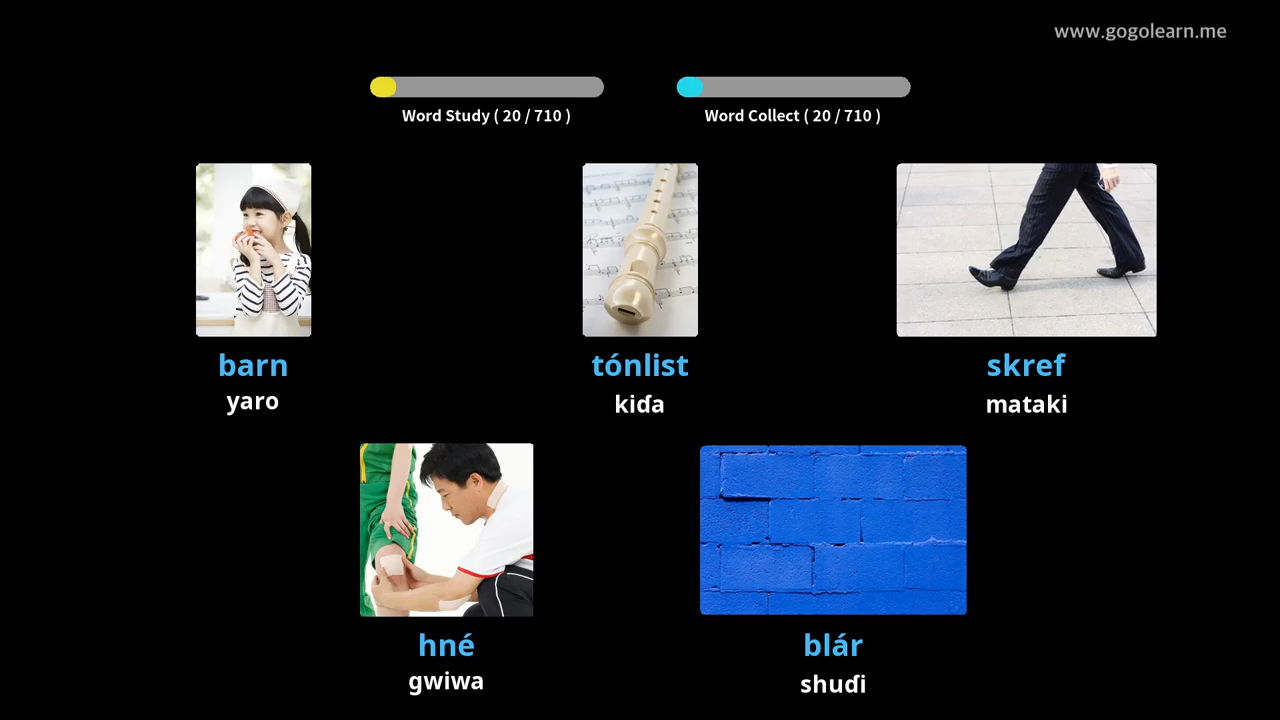 www.gogolearn.me
Word Study ( 20 / 710 )
Word Collect ( 20 / 710 )
barn
yaro
tónlist
kiɗa
skref
mataki
hné
gwiwa
blár
shuɗi